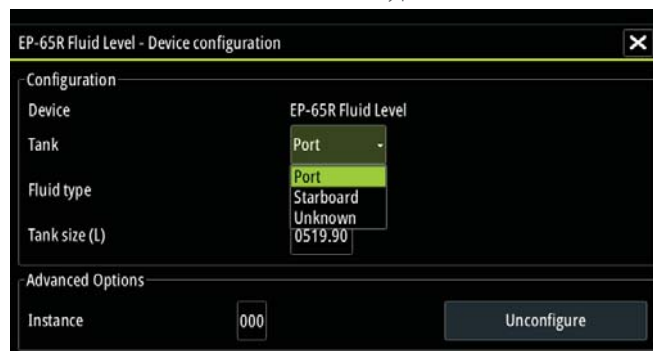 EP-65R Fluid Level - Device configuration
Configuration
Device EP-65R Fluid Level
Tank Port
Port
Fluid type
Starboard
Unknown
Tank size (L) 0519.90
Advanced Options
Instance 000 Unconfigure